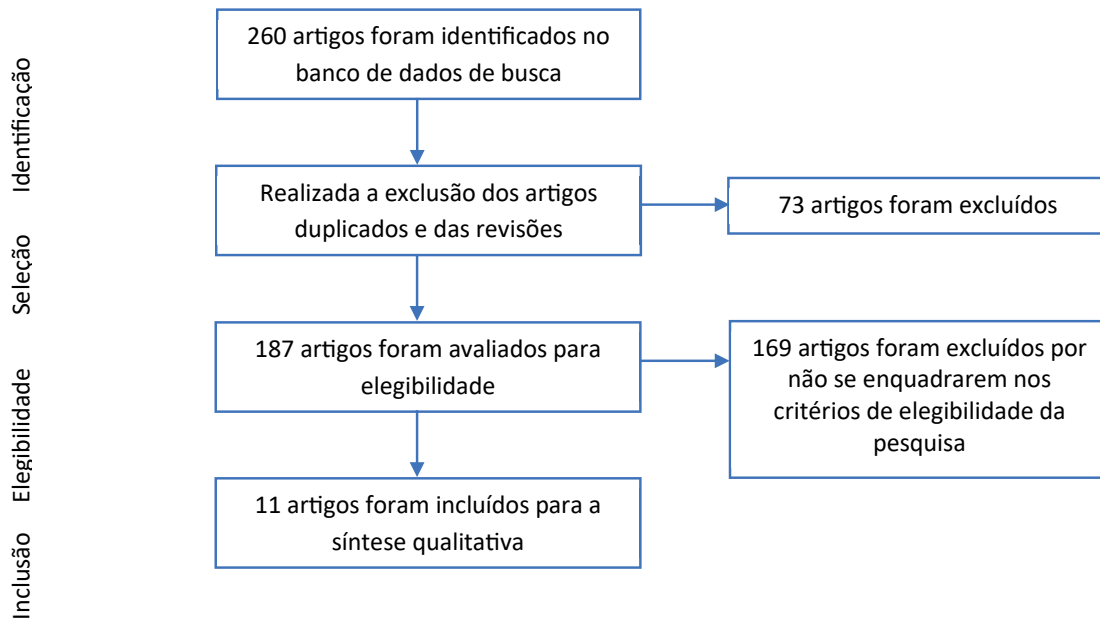 Identificação
260 artigos foram identificados no
banco de dados de busca
Realizada a exclusão dos artigos
duplicados e das revisões
73 artigos foram excluídos
Seleção
187 artigos foram avaliados para
elegibilidade
169 artigos foram excluídos por
não se enquadrarem nos
critérios de elegibilidade da
pesquisa
Elegibilidade
11 artigos foram incluídos para a
síntese qualitativa
Inclusão